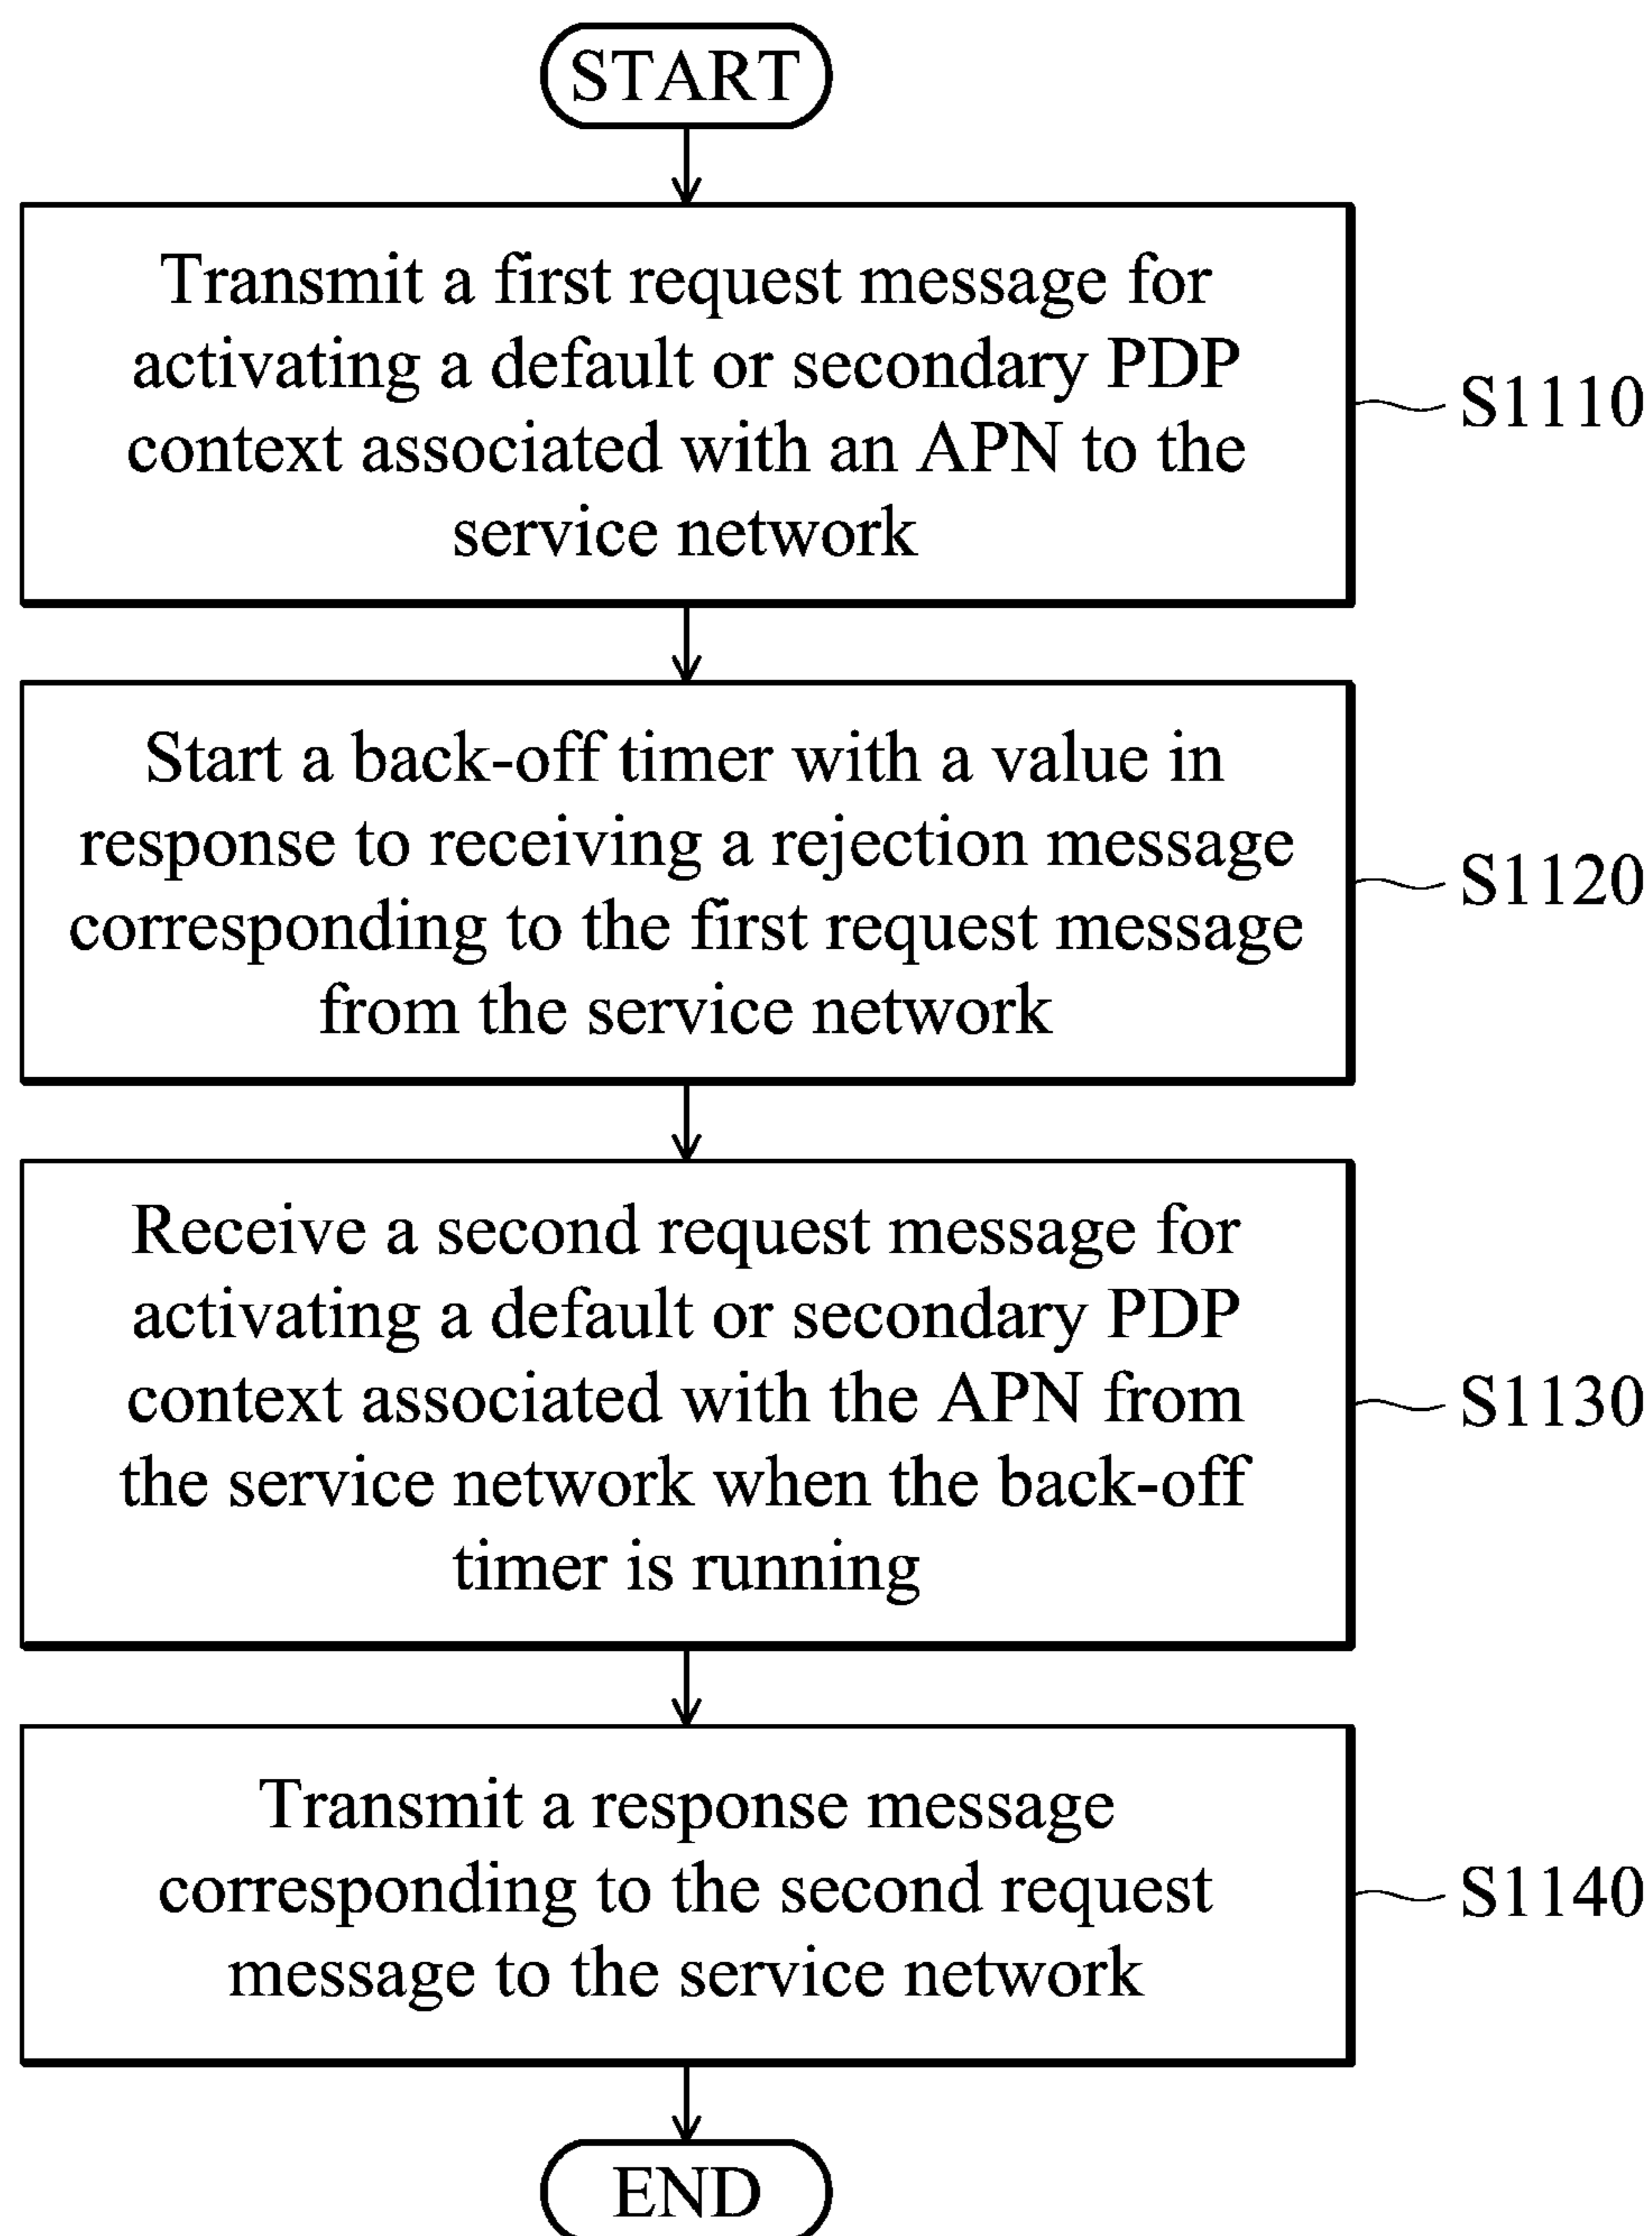 START
Transmit a first request message for
activating a default or secondary PDP
context associated with an APN to the
service network
S1110
Start a back-off timer with a value in
response to receiving a rejection message
corresponding to the first request message
from the service network
S1120
Receive a second request message for
activating a default or secondary PDP
context associated with the APN from
the service network when the back-off
timer is running
S1130
Transmit a response message
corresponding to the second request
message to the service network
S1140
END